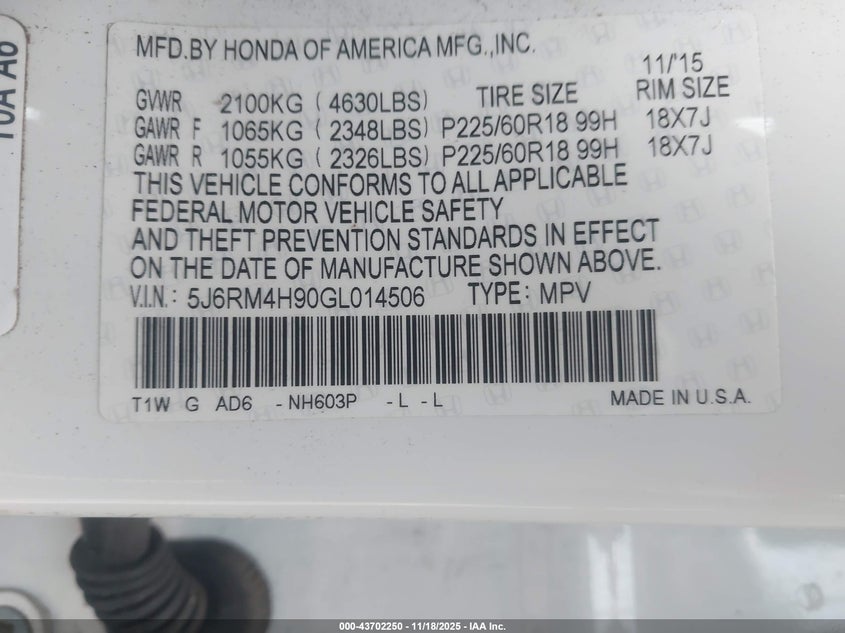 10A A6
MFD.BY HONDA OF AMERICA MFG.,INC.
11/15
GVWR 2100KG ( 4630LBS) TIRE SIZE RIM SIZE
GAWR F 1065KG ( 2348LBS) P225/60R18 99H 18X7J
GAWR R 1055KG ( 2326LBS) P225/60R18 99H 18X7J
THIS VEHICLE CONFORMS TO ALL APPLICABLE
FEDERAL MOTOR VEHICLE SAFETY
AND THEFT PREVENTION STANDARDS IN EFFECT
ON THE DATE OF MANUFACTURE SHOWN ABOVE.
V.I.N.: 5J6RM4H90GL014506 TYPE: MPV
T1W G AD6 - NH603P - L - L MADE IN U.S.A.
000-43702250 - 11/18/2025 - IAA Inc.